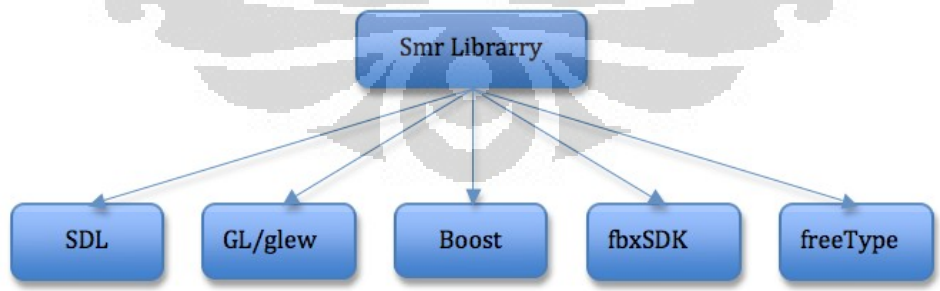 Smr Librarry
SDL
GL/glew
Boost
fbxSDK
freeType